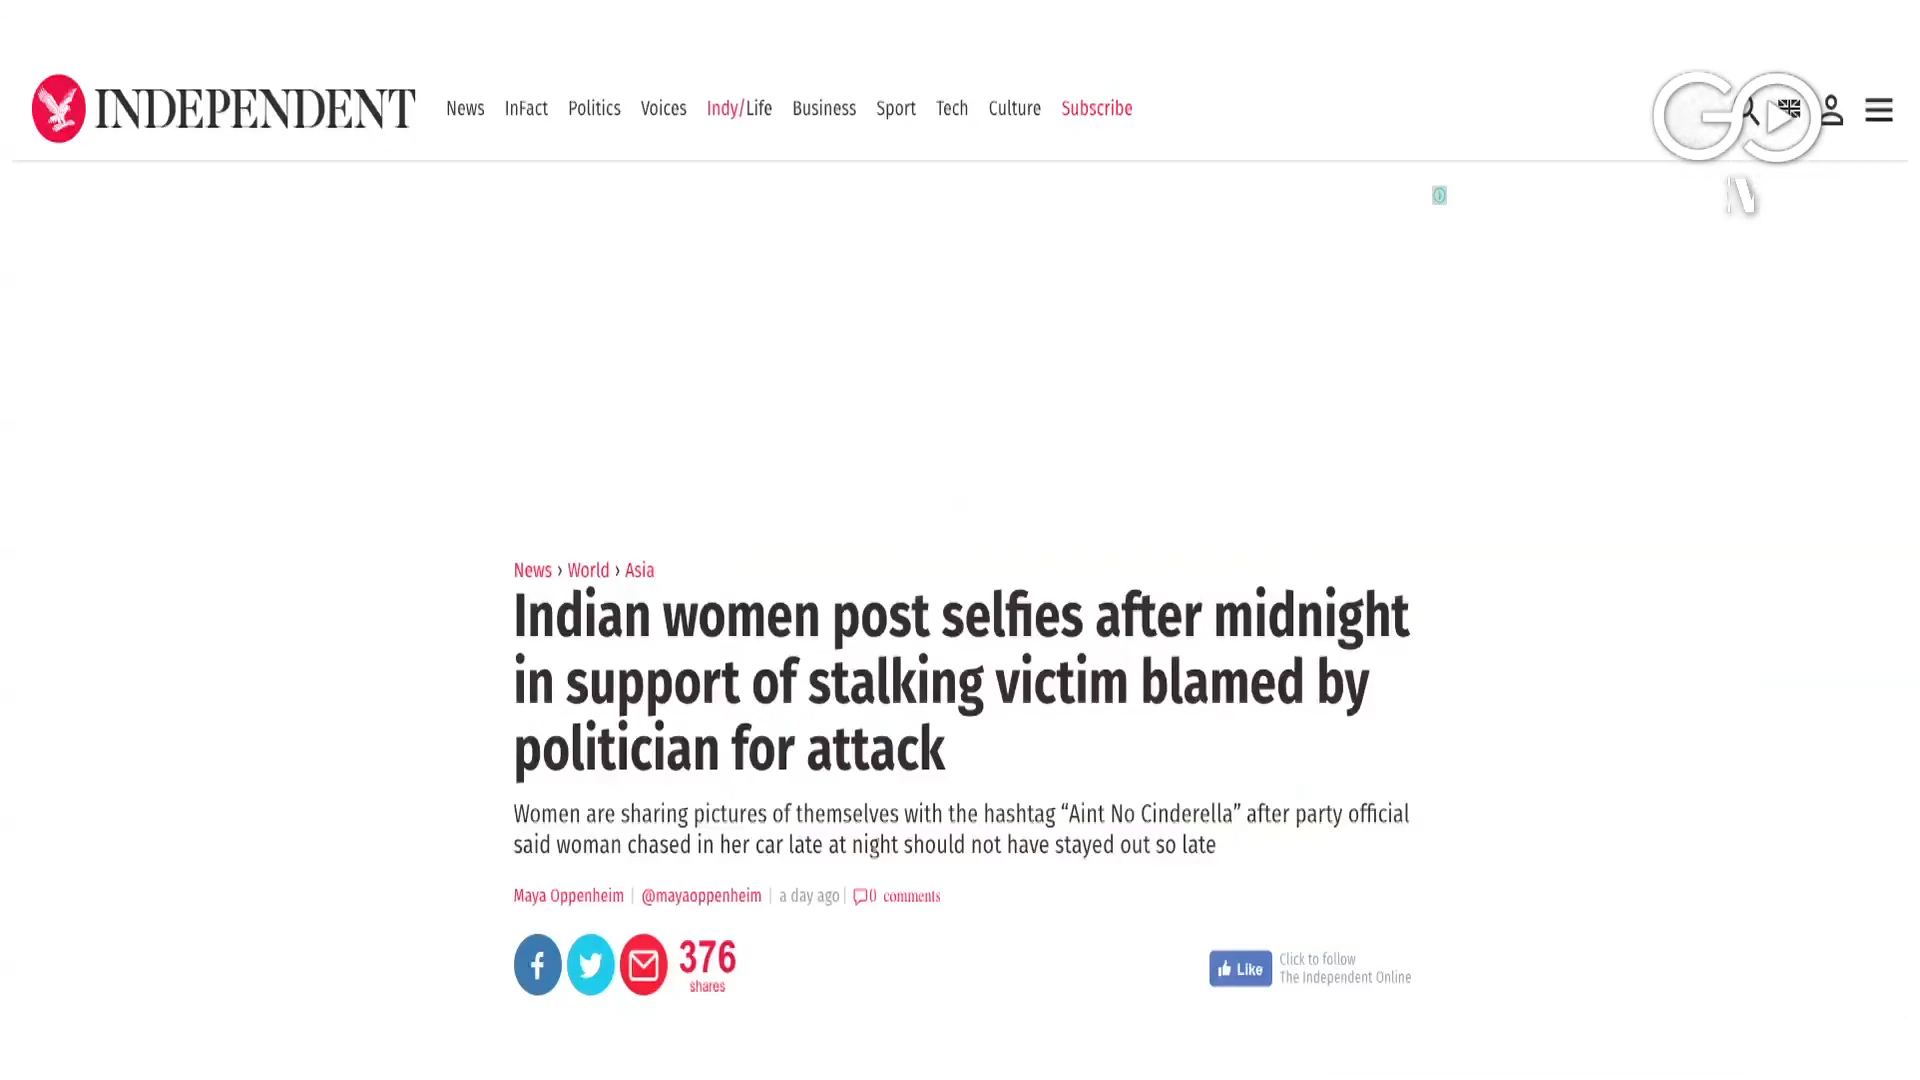 INDEPENDENT
News InFact Politics Voices Indy/Life Business Sport Tech Culture Subscribe
GO
N
News › World › Asia
Indian women post selfies after midnight
in support of stalking victim blamed by
politician for attack
Women are sharing pictures of themselves with the hashtag “Aint No Cinderella” after party official
said woman chased in her car late at night should not have stayed out so late
Maya Oppenheim | @mayaoppenheim | a day ago | 0 comments
376
shares
Like
Click to follow
The Independent Online